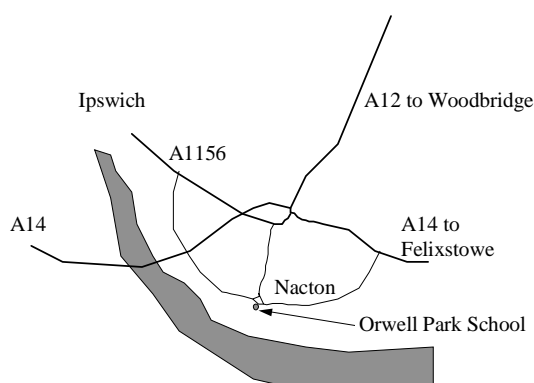 Ipswich
A12 to Woodbridge
A1156
A14
A14 to
Felixstowe
Nacton
Orwell Park School